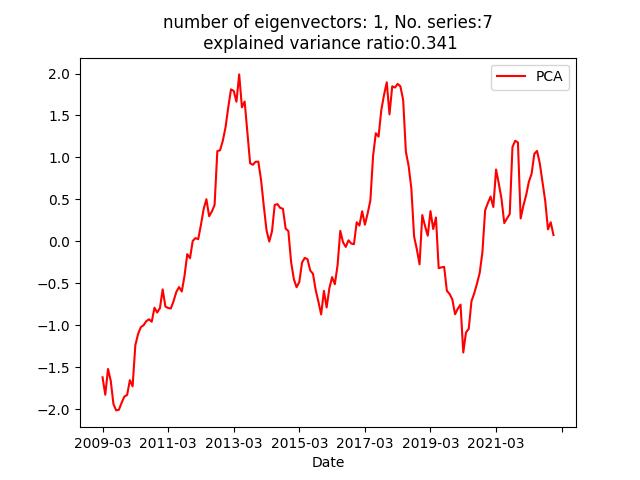 number of eigenvectors: 1, No. series:7
explained variance ratio:0.341
PCA
2.0
1.5
1.0
0.5
0.0
−0.5
−1.0
−1.5
−2.0
2009-03 2011-03 2013-03 2015-03 2017-03 2019-03 2021-03
Date